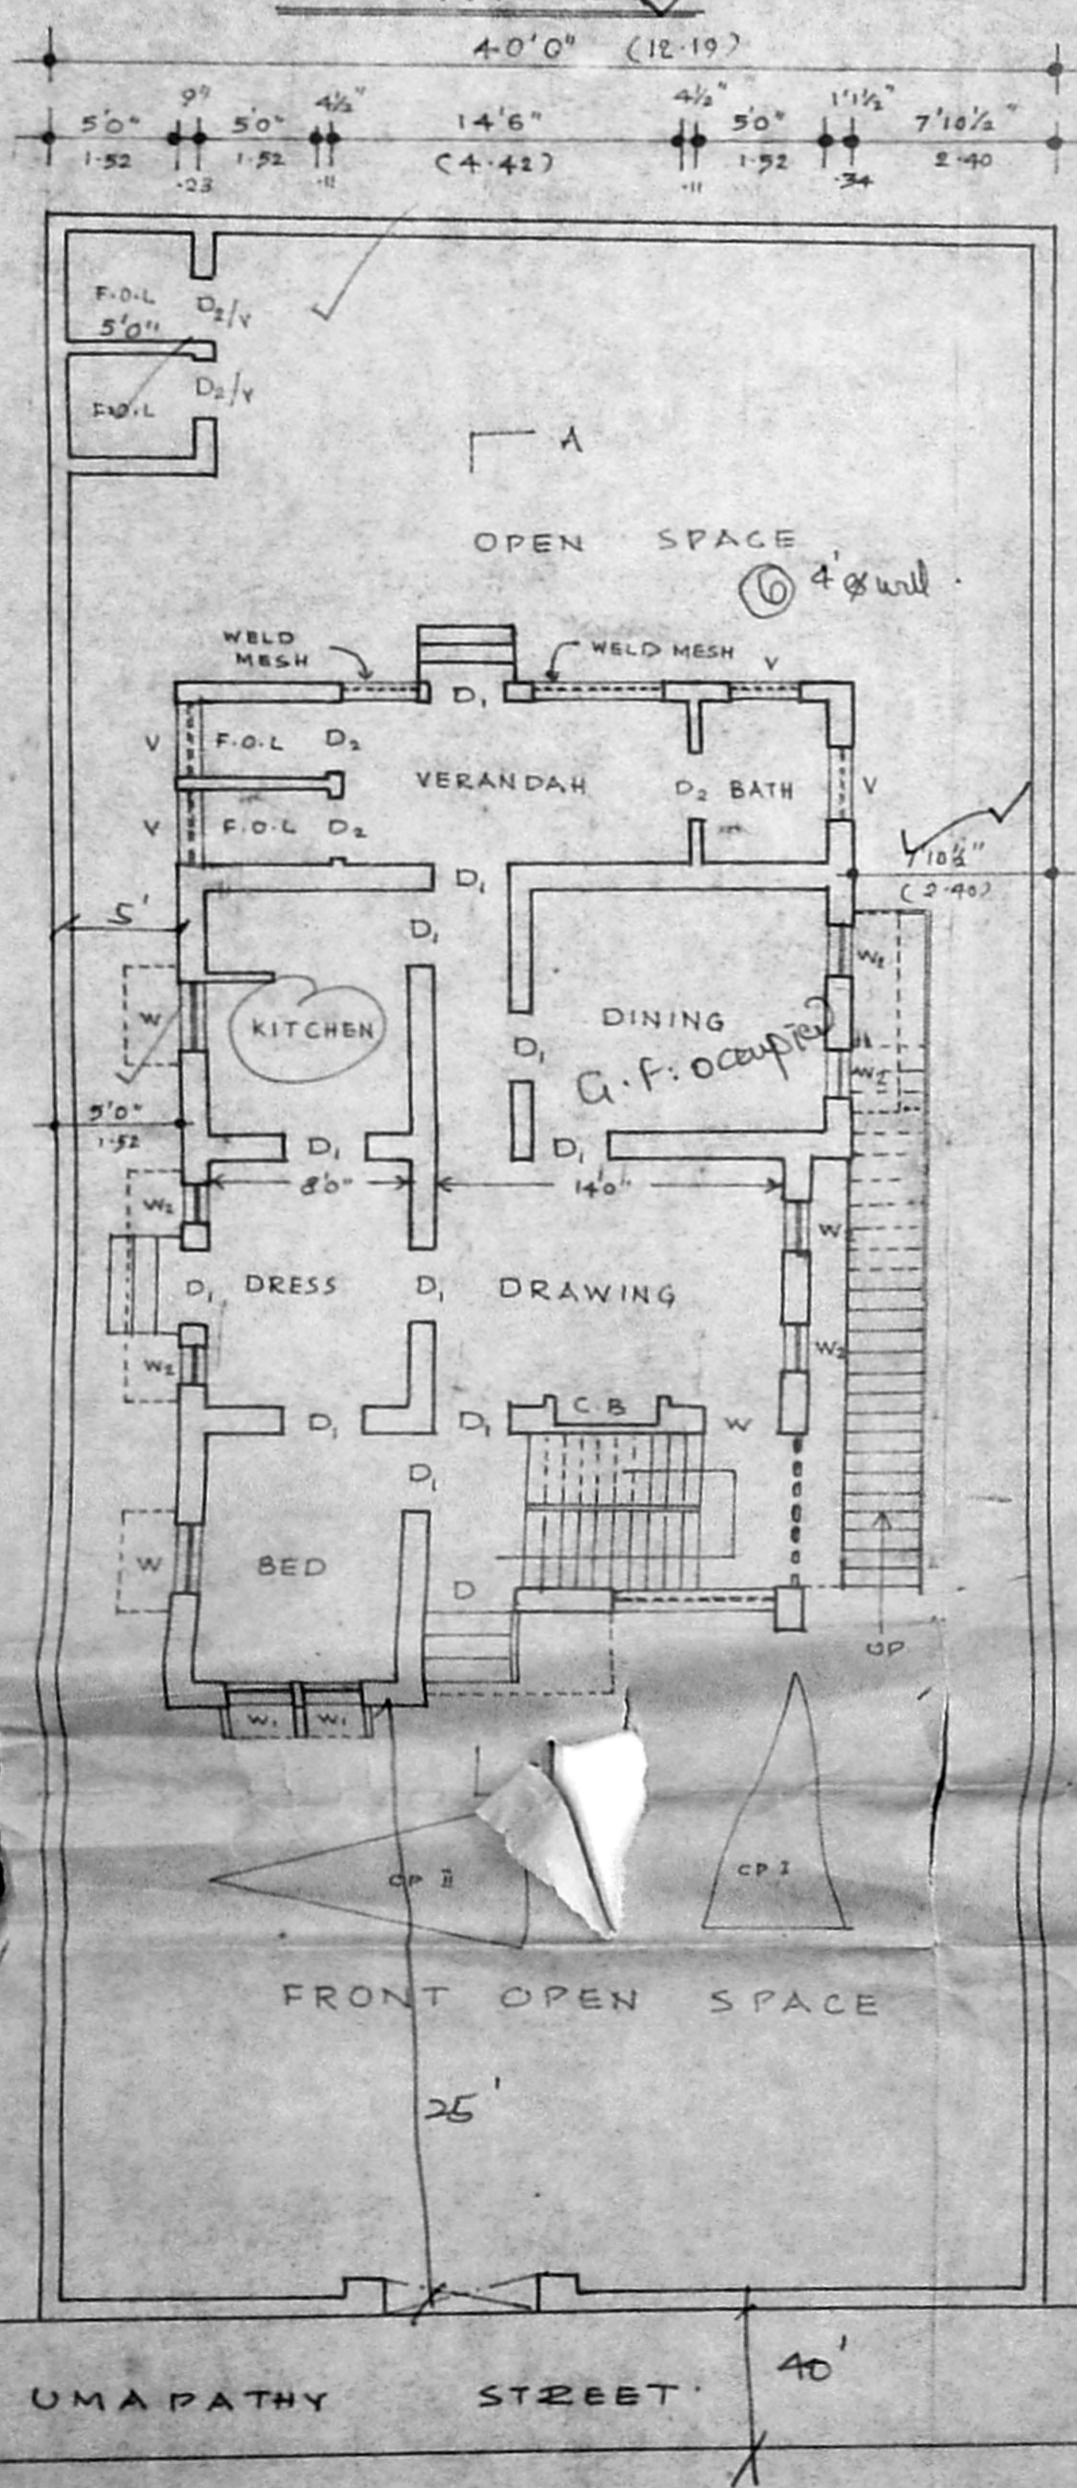 40'0" (12.19)
9" 4½" 4½" 1'1½"
5'0" 5'0" 14'6" 5'0" 7'10½"
1.52 1.52 (4.42) 1.52 2.40
.23 .11 .11 .34
F.O.L D2/V
5'0"
D2/V
F.O.L
A
OPEN SPACE
6 4' ø well
WELD
MESH
WELD MESH V
D1
V F.O.L D2
VERANDAH D2 BATH V
V F.O.L D2
7'10½"
(2.40)
D1
5' D1
W2
W KITCHEN DINING
D1
G.F: occupied
W2
5'0"
1.52
D1 D1
8'0" 14'0"
W2 W
D1 DRESS D1 DRAWING
W2 W2
C.B
D1 D1 W
D1
W BED
D
UP
W1 W1
CP II CP I
FRONT OPEN SPACE
25'
40'
UMAPATHY STREET.